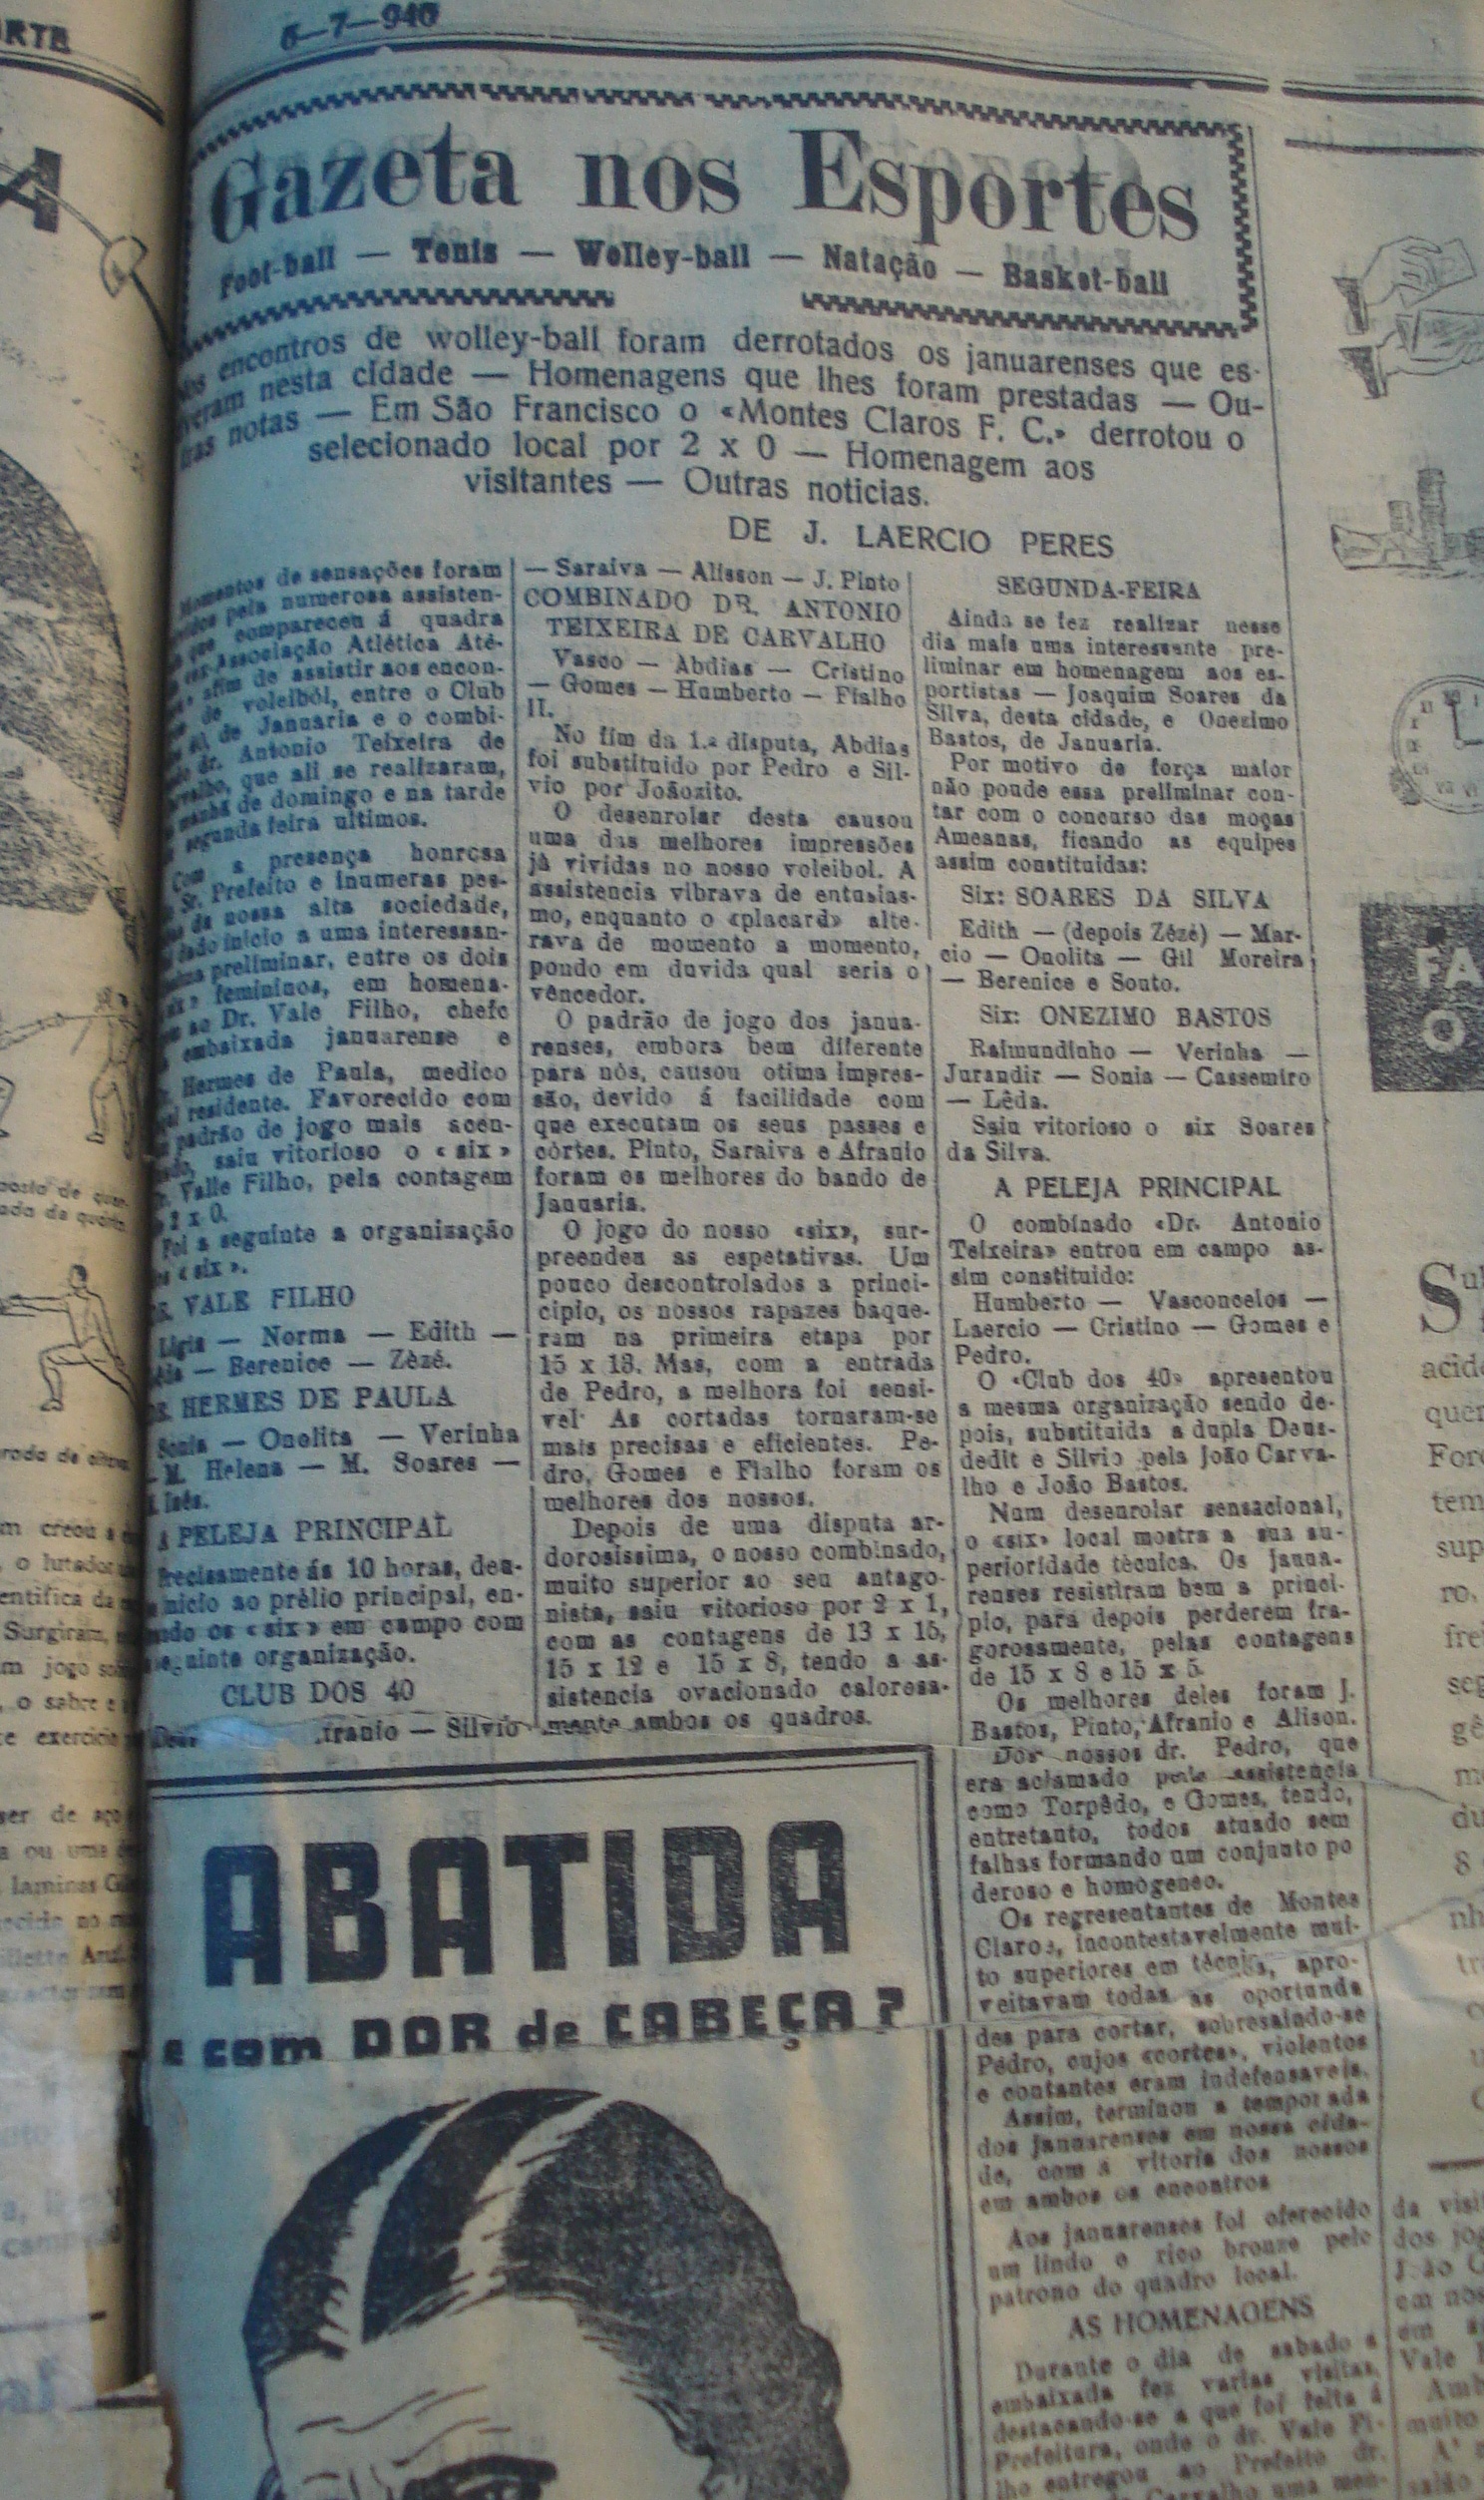 6—7—940
Gazeta nos Esportes
Foot-ball — Tenis — Wolley-ball — Natação — Basket-ball
encontros de wolley-ball foram derrotados os januarenses que es-
nesta cidade — Homenagens que lhes foram prestadas — Ou-
tras notas — Em São Francisco o «Montes Claros F. C.» derrotou o
selecionado local por 2 x 0 — Homenagem aos
visitantes — Outras noticias.
DE J. LAERCIO PERES
Momentos de sensações foram
pela numerosa assisten-
que compareceu á quadra
Associação Atlética Até-
afim de assistir aos encon-
de voleiból, entre o Club
de Januaria e o combi-
dr. Antonio Teixeira de
que ali se realizaram,
manhã de domingo e na tarde
segunda feira ultimos.
Com a presença honrosa
Sr. Prefeito e inumeras pes-
de nossa alta sociedade,
dado inicio a uma interessan-
preliminar, entre os dois
femininos, em homena-
ao Dr. Vale Filho, chefe
embaixada januarense e
Hermes de Paula, medico
residente. Favorecido com
padrão de jogo mais acen-
saiu vitorioso o «six»
Valle Filho, pela contagem
2 x 0.
Foi a seguinte a organisação
«six».
VALE FILHO
Ligia — Norma — Edith —
— Berenice — Zézé.
HERMES DE PAULA
Sonia — Onolita — Verinha
— M. Helena — M. Soares —
Inês.
A PELEJA PRINCIPAL
Precisamente ás 10 horas, deu-
inicio ao prélio principal, en-
os «six» em campo com
organização.
CLUB DOS 40
— Silvio
— Saraiva — Alisson — J. Pinto
COMBINADO DR. ANTONIO
TEIXEIRA DE CARVALHO
Vasco — Abdias — Cristino
— Gomes — Humberto — Fialho
II.
No fim da 1.ª disputa, Abdias
foi substituido por Pedro e Sil-
vio por Joãozito.
O desenrolar desta causou
uma das melhores impressões
já vividas no nosso voleibol. A
assistencia vibrava de entusias-
mo, enquanto o «placard» alte-
rava de momento a momento,
pondo em duvida qual seria o
vencedor.
O padrão de jogo dos janua-
renses, embora bem diferente
para nós, causou otima impres-
são, devido á facilidade com
que executam os seus passes e
córtes. Pinto, Saraiva e Afranio
foram os melhores do bando de
Januaria.
O jogo do nosso «six», sur-
preendeu as espetativas. Um
pouco descontrolados a princi-
cipio, os nossos rapazes baque-
ram na primeira etapa por
15 x 13. Mas, com a entrada
de Pedro, a melhora foi sensi-
vel As cortadas tornaram-se
mais precisas e eficientes. Pe-
dro, Gomes e Fialho foram os
melhores dos nossos.
Depois de uma disputa ar-
dorosissima, o nosso combinado,
muito superior ao seu antago-
nista, saiu vitorioso por 2 x 1,
com as contagens de 13 x 15,
15 x 12 e 15 x 8, tendo a as-
sistencia ovacionado calorosa-
mente ambos os quadros.
SEGUNDA-FEIRA
Ainda se fez realizar nesse
dia mais uma interessante pre-
liminar em homenagem aos es-
portistas — Joaquim Soares da
Silva, desta cidade, e Onezimo
Bastos, de Januaria.
Por motivo de força maior
não poude essa preliminar con-
tar com o concurso das moças
Ameanas, ficando as equipes
assim constituidas:
Six: SOARES DA SILVA
Edith — (depois Zézé) — Mar-
cio — Onolita — Gil Moreira
— Berenice e Souto.
Six: ONEZIMO BASTOS
Raimundinho — Verinha —
Jurandir — Sonia — Cassemiro
— Lêda.
Saiu vitorioso o six Soares
da Silva.
A PELEJA PRINCIPAL
O combinado «Dr. Antonio
Teixeira» entrou em campo as-
sim constituido:
Humberto — Vasconcelos —
Laercio — Cristino — Gomes e
Pedro.
O «Club dos 40» apresentou
a mesma organisação sendo de-
pois, substituida a dupla Deus-
dedit e Silvio pela João Carva-
lho e João Bastos.
Num desenrolar sensacional,
o «six» local mostra a sua su-
perioridade técnica. Os janua-
renses resistiram bem a princi-
pio, para depois perderem fra-
gorosamente, pelas contagens
de 15 x 8 e 15 x 5.
Os melhores deles foram J.
Bastos, Pinto, Afranio e Alison.
Dos nossos dr. Pedro, que
era aclamado pela assistencia
como Torpêdo, e Gomes, tendo,
entretanto, todos atuado sem
falhas formando um conjunto po
deroso e homogeneo.
Os regresentantes de Montes
Claros, incontestavelmente mui-
to superiores em técnica, apro-
veitavam todas as oportunda
des para cortar, sobresaindo-se
Pedro, cujos «cortes», violentos
e contantes eram indefensaveis.
Assim, terminou a temporada
dos januarenses em nossa cida-
de, com a vitoria dos nossos
em ambos os encontros
Aos januarenses foi oferecido
um lindo e rico bronze pelo
patrono do quadro local.
AS HOMENAGENS
Durante o dia de sabado a
embaixada fez varias visitas,
destacando-se a que foi feita á
Prefeitura, onde o dr. Vale Fi-
lho entregou ao Prefeito dr.
Carvalho uma men-
ABATIDA
e com DOR de CABEÇA?